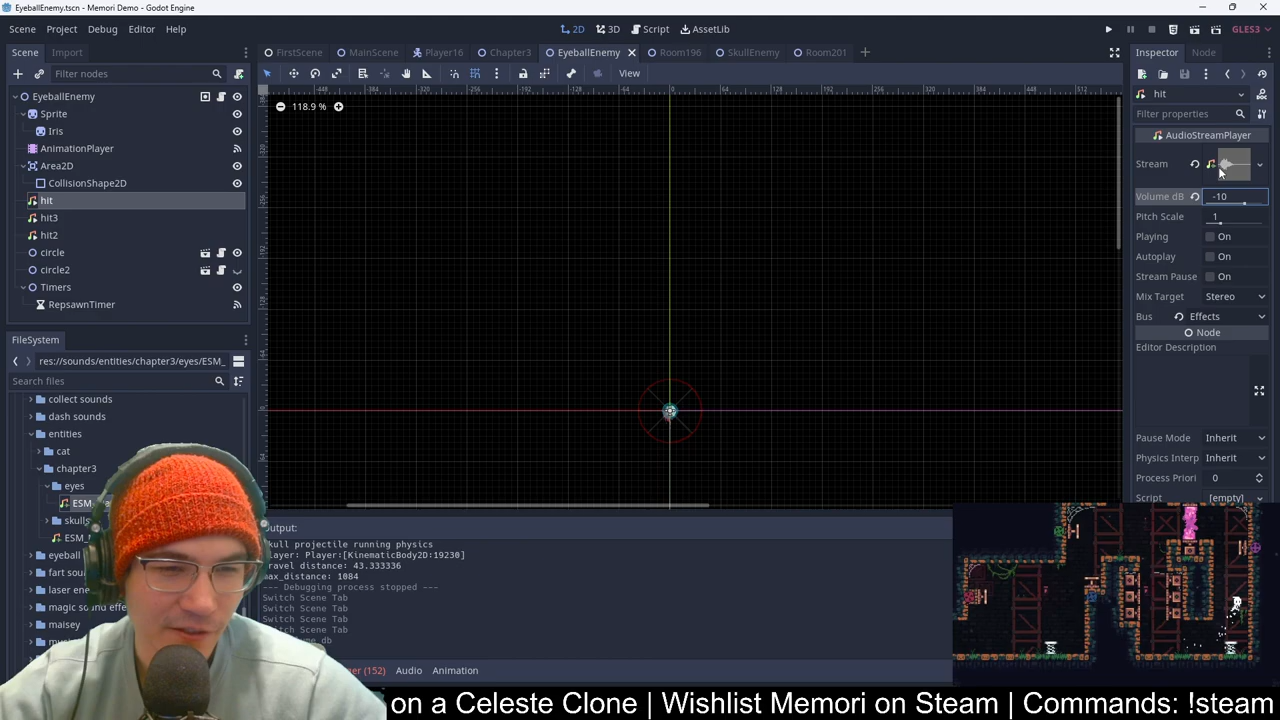 EyeballEnemy.tscn - Memori Demo - Godot Engine
Scene Project Debug Editor Help
2D 3D Script AssetLib
GLES3
Scene Import
FirstScene MainScene Player16 Chapter3 EyeballEnemy Room196 SkullEnemy Room201
Inspector Node
Filter nodes
View
EyeballEnemy
Sprite
Iris
AnimationPlayer
Area2D
CollisionShape2D
hit
hit3
hit2
circle
circle2
Timers
RepsawnTimer
118.9 %
hit
Filter properties
AudioStreamPlayer
Stream
Volume dB -10
Pitch Scale 1
Playing On
Autoplay On
Stream Pause On
Mix Target Stereo
Bus Effects
Node
Editor Description
Pause Mode Inherit
Physics Interp Inherit
Process Priori 0
Script [empty]
FileSystem
res://sounds/entities/chapter3/eyes/ESM_
Search files
collect sounds
dash sounds
entities
cat
chapter3
eyes
ESM_
skull
ESM_
eyeball
fart sou
laser ene
magic sound effe
maisey
Output:
skull projectile running physics
Player: Player:[KinematicBody2D:19230]
travel distance: 43.333336
max_distance: 1084
--- Debugging process stopped ---
Switch Scene Tab
Switch Scene Tab
Switch Scene Tab
Switch Scene Tab
db
(152) Audio Animation
on a Celeste Clone | Wishlist Memori on Steam | Commands: !steam